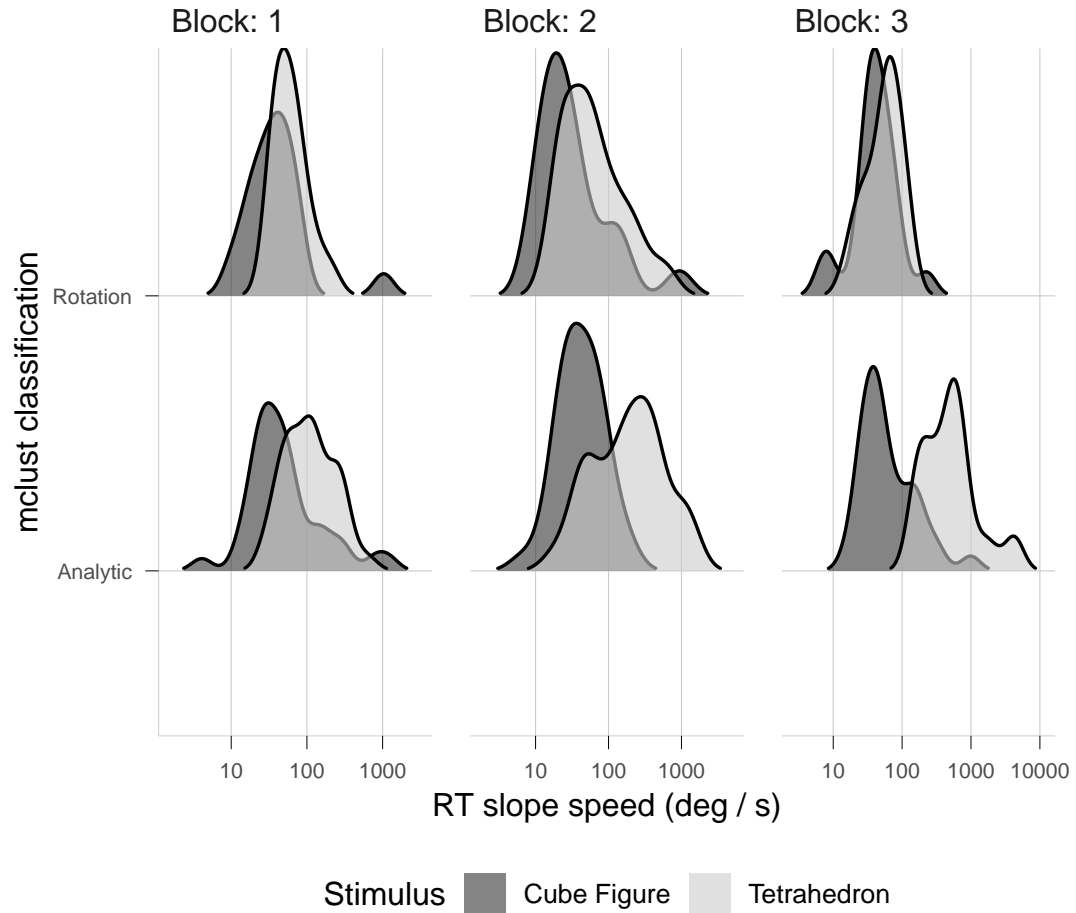 Block: 1 Block: 2 Block: 3
mclust classification
Rotation
Analytic
10 100 1000 10 100 1000 10 100 1000 10000
RT slope speed (deg / s)
Stimulus Cube Figure Tetrahedron